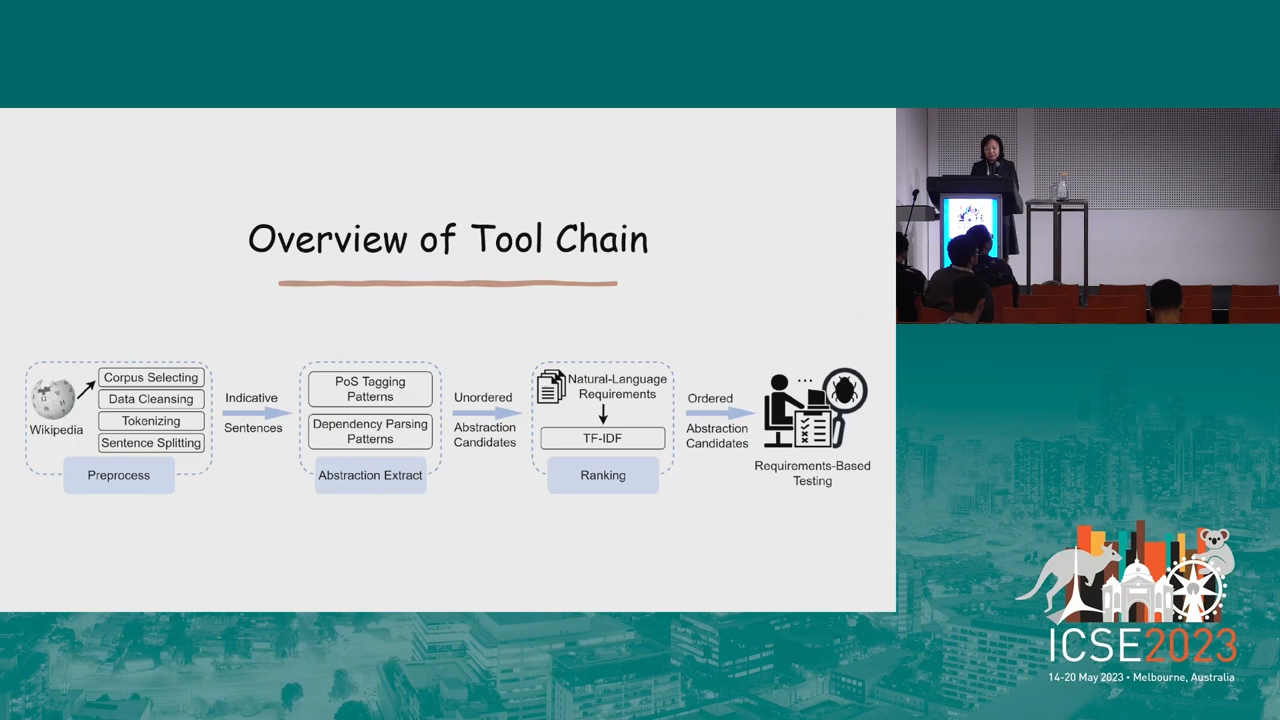 Overview of Tool Chain
Wikipedia
Corpus Selecting
Data Cleansing
Tokenizing
Sentence Splitting
Preprocess
Indicative
Sentences
PoS Tagging
Patterns
Dependency Parsing
Patterns
Abstraction Extract
Unordered
Abstraction
Candidates
Natural-Language
Requirements
TF-IDF
Ranking
Ordered
Abstraction
Candidates
Requirements-Based
Testing
ICSE2023
14-20 May 2023 • Melbourne, Australia